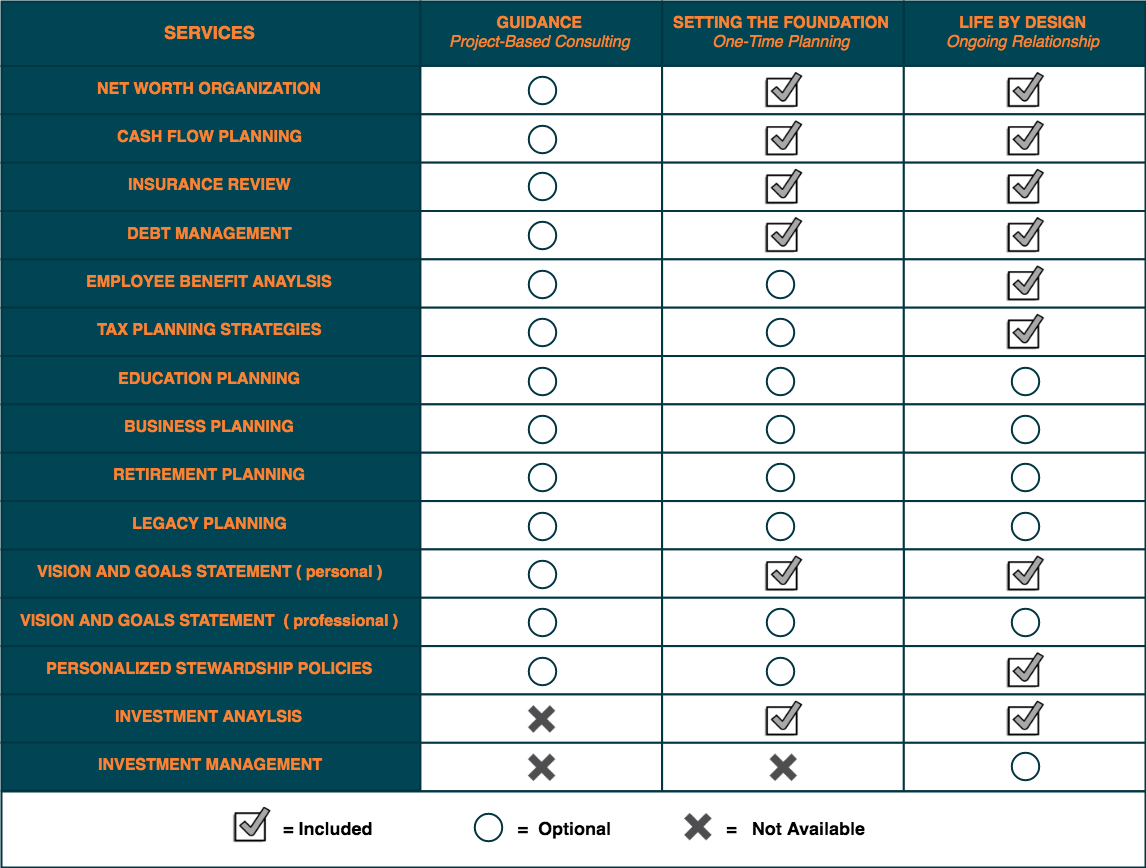 SERVICES
GUIDANCE
Project-Based Consulting
SETTING THE FOUNDATION
One-Time Planning
LIFE BY DESIGN
Ongoing Relationship
NET WORTH ORGANIZATION
CASH FLOW PLANNING
INSURANCE REVIEW
DEBT MANAGEMENT
EMPLOYEE BENEFIT ANAYLSIS
TAX PLANNING STRATEGIES
EDUCATION PLANNING
BUSINESS PLANNING
RETIREMENT PLANNING
LEGACY PLANNING
VISION AND GOALS STATEMENT ( personal )
VISION AND GOALS STATEMENT ( professional )
PERSONALIZED STEWARDSHIP POLICIES
INVESTMENT ANAYLSIS
INVESTMENT MANAGEMENT
= Included
= Optional
= Not Available